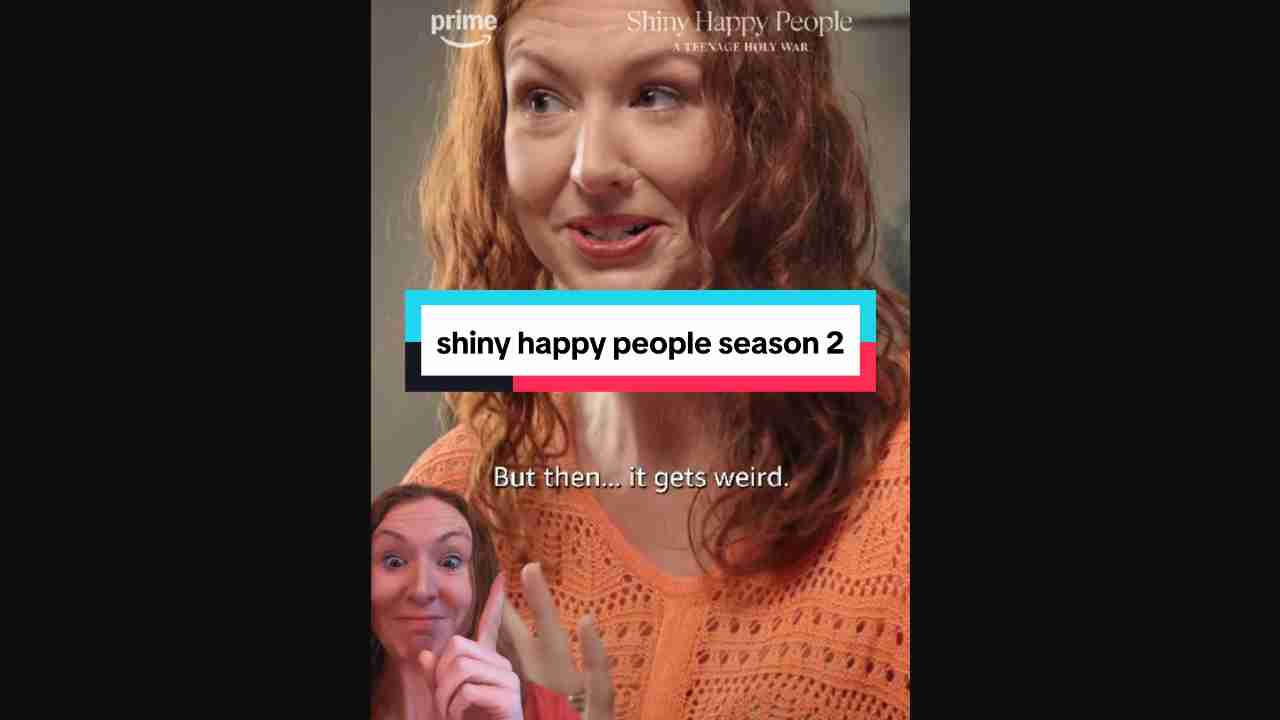 prime
Shiny Happy People
A TEENAGE HOLY WAR
shiny happy people season 2
But then... it gets weird.